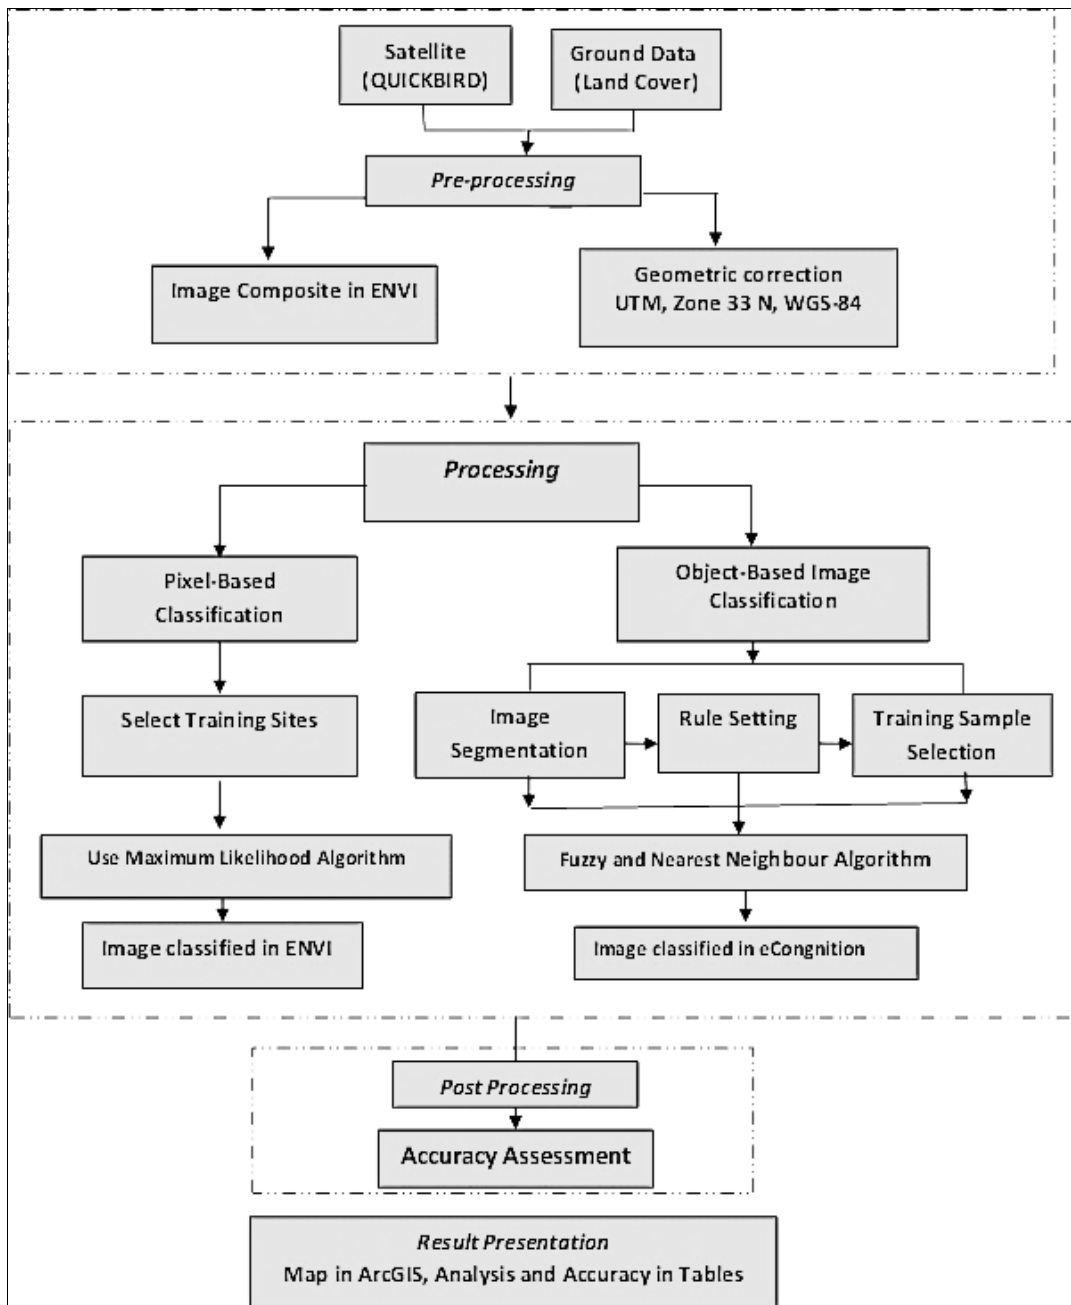 Satellite
(QUICKBIRD)
Ground Data
(Land Cover)
Pre-processing
Image Composite in ENVI
Geometric correction
UTM, Zone 33 N, WGS-84
Processing
Pixel-Based
Classification
Object-Based Image
Classification
Select Training Sites
Image
Segmentation
Rule Setting
Training Sample
Selection
Use Maximum Likelihood Algorithm
Fuzzy and Nearest Neighbour Algorithm
Image classified in ENVI
Image classified in eCongnition
Post Processing
Accuracy Assessment
Result Presentation
Map in ArcGIS, Analysis and Accuracy in Tables